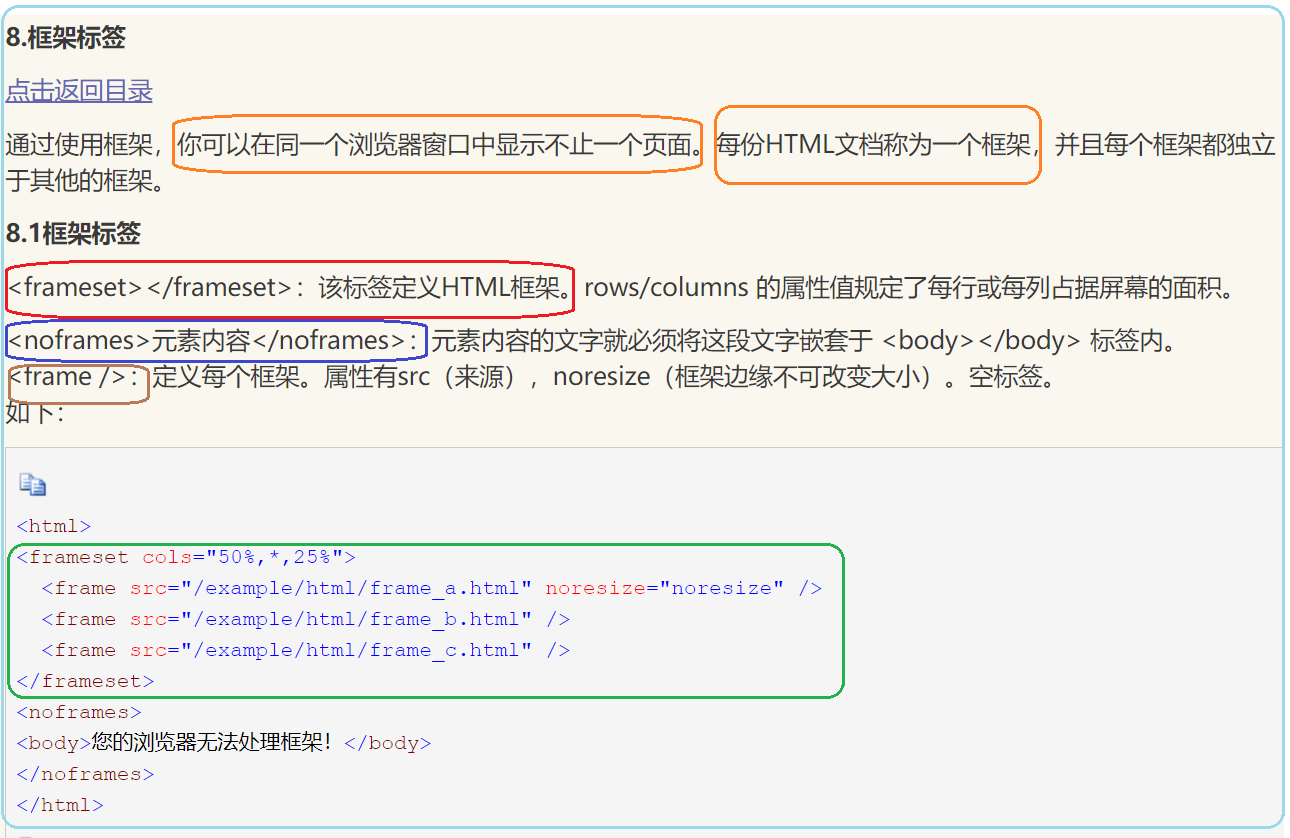 8.框架标签
点击返回目录
通过使用框架，你可以在同一个浏览器窗口中显示不止一个页面。每份HTML文档称为一个框架，并且每个框架都独立
于其他的框架。
8.1框架标签
<frameset></frameset>：该标签定义HTML框架。rows/columns 的属性值规定了每行或每列占据屏幕的面积。
<noframes>元素内容</noframes>：元素内容的文字就必须将这段文字嵌套于 <body></body> 标签内。
<frame />：定义每个框架。属性有src（来源），noresize（框架边缘不可改变大小）。空标签。
如下：
<html>
<frameset cols="50%,*,25%">
  <frame src="/example/html/frame_a.html" noresize="noresize" />
  <frame src="/example/html/frame_b.html" />
  <frame src="/example/html/frame_c.html" />
</frameset>
<noframes>
<body>您的浏览器无法处理框架！</body>
</noframes>
</html>